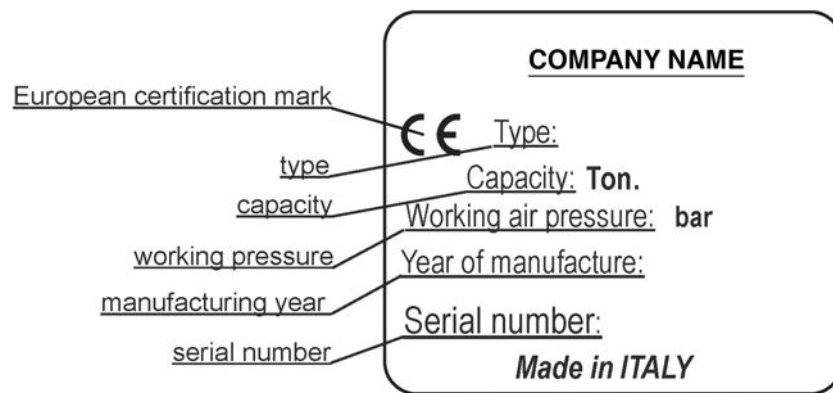 COMPANY NAME
European certification mark
CE Type:
type
Capacity: Ton.
capacity
Working air pressure: bar
working pressure
Year of manufacture:
manufacturing year
Serial number:
serial number
Made in ITALY